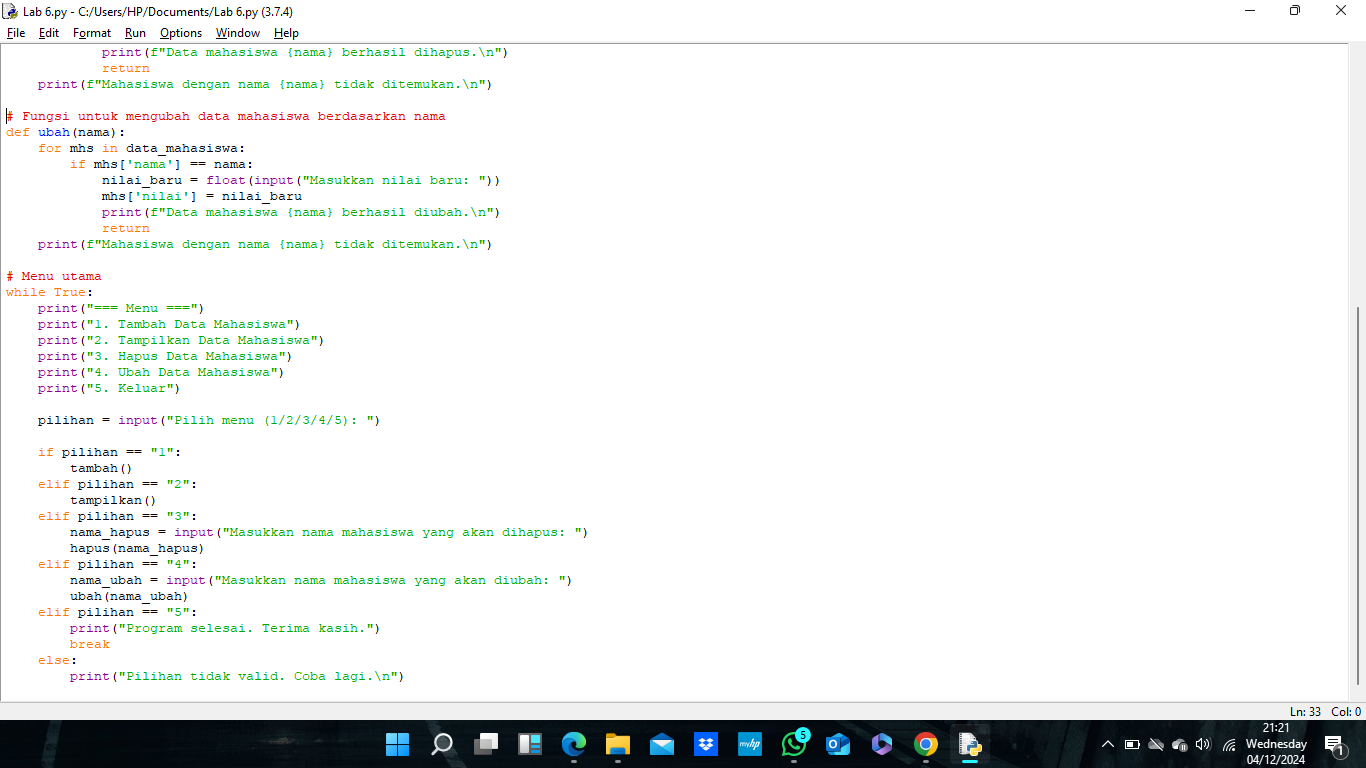 Lab 6.py - C:/Users/HP/Documents/Lab 6.py (3.7.4)
File Edit Format Run Options Window Help
            print(f"Data mahasiswa {nama} berhasil dihapus.\n")
            return
    print(f"Mahasiswa dengan nama {nama} tidak ditemukan.\n")

# Fungsi untuk mengubah data mahasiswa berdasarkan nama
def ubah(nama):
    for mhs in data_mahasiswa:
        if mhs['nama'] == nama:
            nilai_baru = float(input("Masukkan nilai baru: "))
            mhs['nilai'] = nilai_baru
            print(f"Data mahasiswa {nama} berhasil diubah.\n")
            return
    print(f"Mahasiswa dengan nama {nama} tidak ditemukan.\n")

# Menu utama
while True:
    print("=== Menu ===")
    print("1. Tambah Data Mahasiswa")
    print("2. Tampilkan Data Mahasiswa")
    print("3. Hapus Data Mahasiswa")
    print("4. Ubah Data Mahasiswa")
    print("5. Keluar")

    pilihan = input("Pilih menu (1/2/3/4/5): ")

    if pilihan == "1":
        tambah()
    elif pilihan == "2":
        tampilkan()
    elif pilihan == "3":
        nama_hapus = input("Masukkan nama mahasiswa yang akan dihapus: ")
        hapus(nama_hapus)
    elif pilihan == "4":
        nama_ubah = input("Masukkan nama mahasiswa yang akan diubah: ")
        ubah(nama_ubah)
    elif pilihan == "5":
        print("Program selesai. Terima kasih.")
        break
    else:
        print("Pilihan tidak valid. Coba lagi.\n")
Ln: 33 Col: 0
myhp
5
21:21
Wednesday
04/12/2024
1